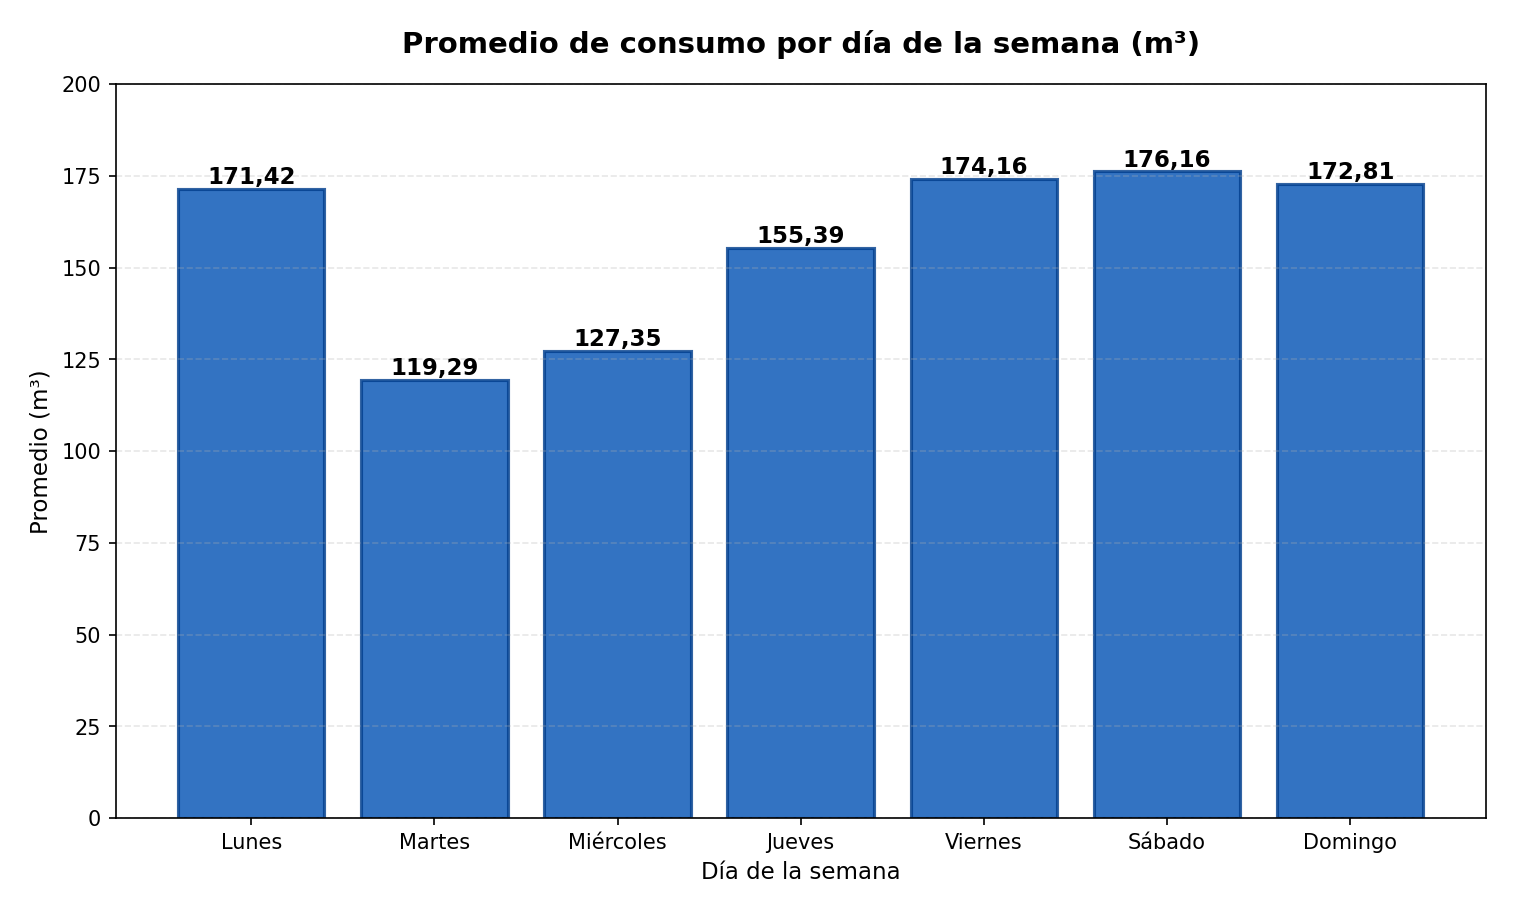 Promedio de consumo por día de la semana (m³)
Promedio (m³)
200
175
150
125
100
75
50
25
0
171,42
119,29
127,35
155,39
174,16
176,16
172,81
Lunes
Martes
Miércoles
Jueves
Viernes
Sábado
Domingo
Día de la semana